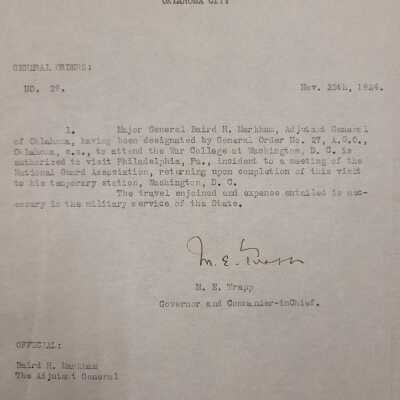 OKLAHOMA CITY
GENERAL ORDERS:
NO. 29.
Nov. 25th, 1924.
1. Major General Baird H. Markham, Adjutant General
of Oklahoma, having been designated by General Order No. 27, A.G.O.,
Oklahoma, c.s., to attend the War College at Washington, D. C. is
authorized to visit Philadelphia, Pa., incident to a meeting of the
National Guard Association, returning upon completion of this visit
to his temporary station, Washington, D. C.
The travel enjoined and expense entailed is nec-
essary in the military service of the State.
M. E. Trapp
M. E. Trapp
Governor and Commander-inChief.
OFFICIAL:
Baird H. Markham
The Adjutant General